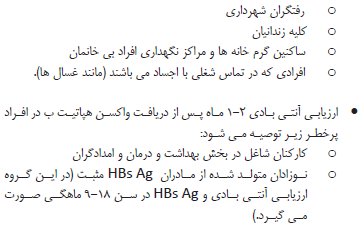 ○ رفتگران شهرداری
○ کلیه زندانیان
○ ساکنین گرم خانه ها و مراکز نگهداری افراد بی خانمان
○ افرادی که در تماس شغلی با اجساد می باشند (مانند غسال ها).
• ارزیابی آنتی بادی ۲-۱ ماه پس از دریافت واکسن هپاتیت ب در افراد
پرخطر زیر توصیه می شود:
○ کارکنان شاغل در بخش بهداشت و درمان و امدادگران
○ نوزادان متولد شده از مادران HBs Ag مثبت (در این گروه
ارزیابی آنتی بادی و HBs Ag در سن ۱۸-۹ ماهگی صورت
می گیرد.)